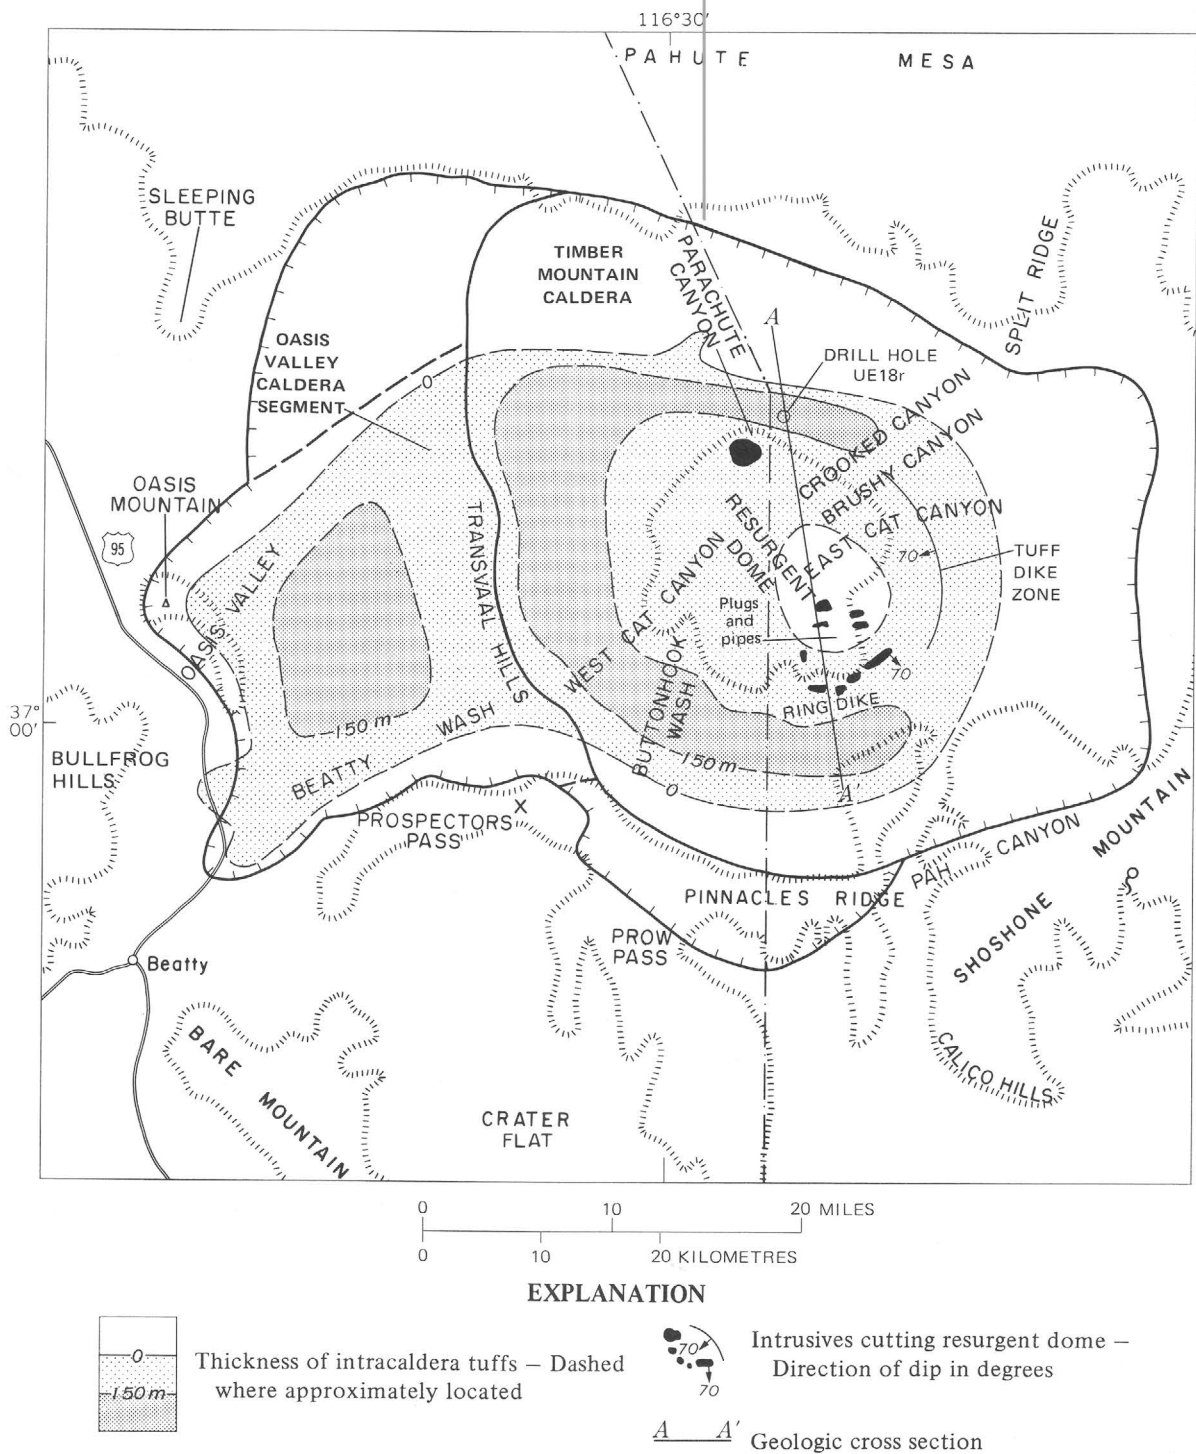 116°30'
PAHUTE MESA
SLEEPING
BUTTE
SPLIT RIDGE
TIMBER
MOUNTAIN
CALDERA
PARACHUTE
CANYON
A
OASIS
VALLEY
CALDERA
SEGMENT
0
DRILL HOLE
UE18r
CROOKED CANYON
BRUSHY CANYON
EAST CAT CANYON
OASIS
MOUNTAIN
95
OASIS VALLEY
TRANSVAAL HILLS
RESURGENT
DOME
WEST CAT CANYON
70
TUFF
DIKE
ZONE
Plugs
and
pipes
70
RING DIKE
BUTTONHOOK
WASH
37°
00'
150 m
BEATTY WASH
150 m
0
A'
BULLFROG
HILLS
PROSPECTORS
PASS
X
PAH CANYON
SHOSHONE MOUNTAIN
PINNACLES RIDGE
PROW
PASS
Beatty
BARE MOUNTAIN
CALICO HILLS
CRATER
FLAT
0 10 20 MILES
0 10 20 KILOMETRES
EXPLANATION
0
150 m
Thickness of intracaldera tuffs – Dashed
where approximately located
70
70
Intrusives cutting resurgent dome –
Direction of dip in degrees
A A'
Geologic cross section